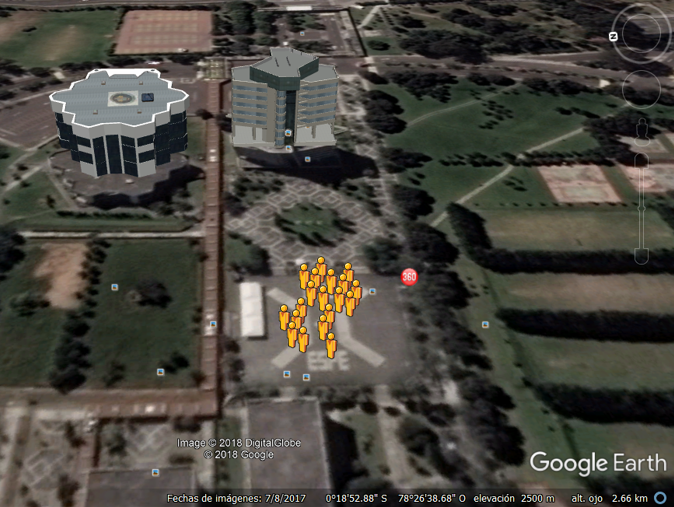 N
360
ESPE
Image © 2018 DigitalGlobe
© 2018 Google
Google Earth
Fechas de imágenes: 7/8/2017 0°18'52.88" S 78°26'38.68" O elevación 2500 m alt. ojo 2.66 km